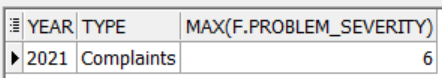 YEAR TYPE MAX(F.PROBLEM_SEVERITY)
2021 Complaints 6